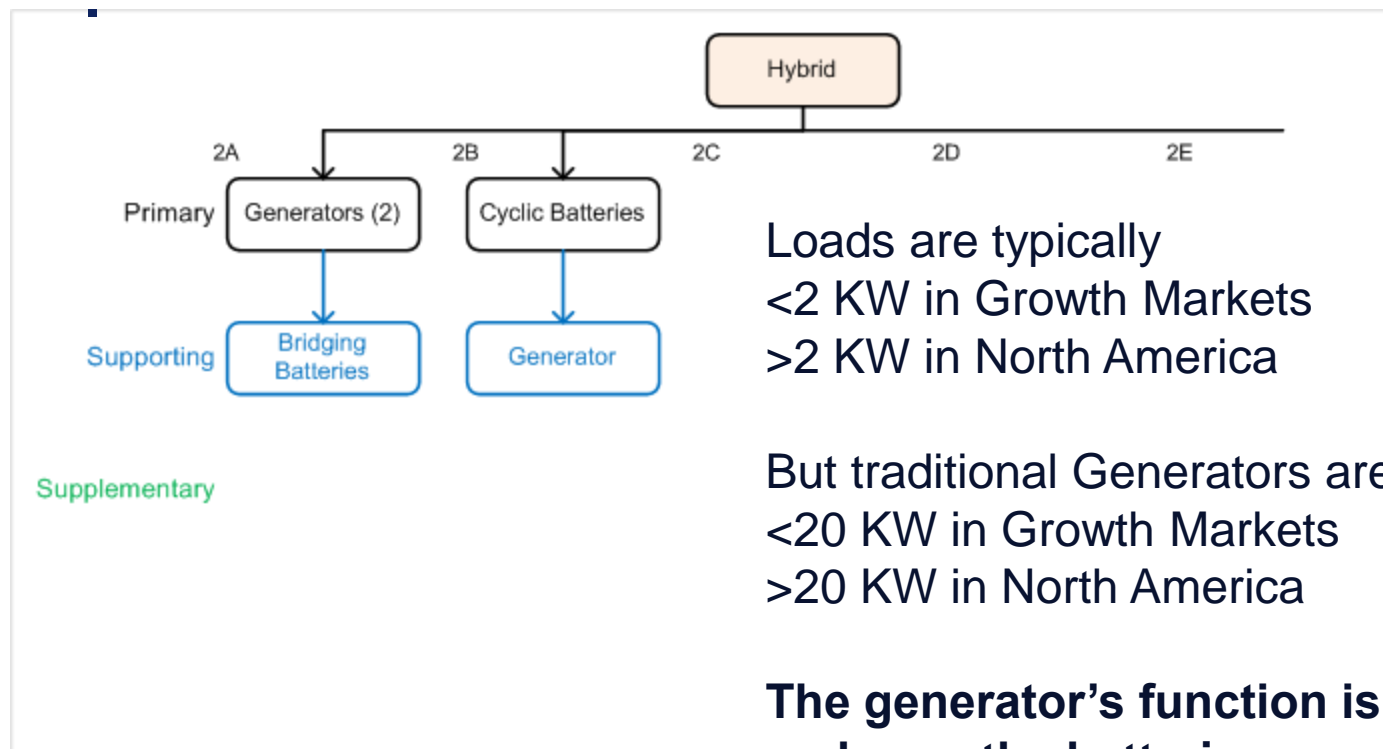 Hybrid
2A
2B
2C
2D
2E
Primary
Generators (2)
Cyclic Batteries
Supporting
Bridging
Batteries
Generator
Supplementary
Loads are typically
<2 KW in Growth Markets
>2 KW in North America
But traditional Generators are
<20 KW in Growth Markets
>20 KW in North America
The generator’s function is